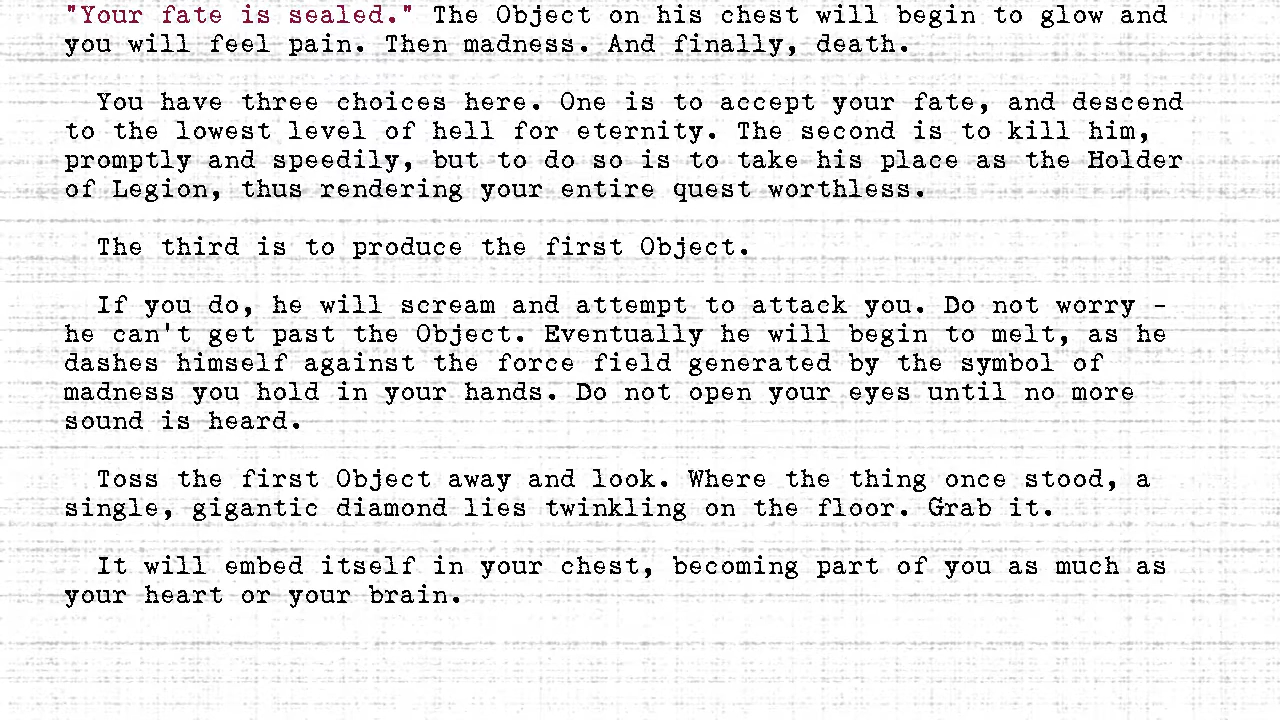 "Your fate is sealed." The Object on his chest will begin to glow and
you will feel pain. Then madness. And finally, death.
You have three choices here. One is to accept your fate, and descend
to the lowest level of hell for eternity. The second is to kill him,
promptly and speedily, but to do so is to take his place as the Holder
of Legion, thus rendering your entire quest worthless.
The third is to produce the first Object.
If you do, he will scream and attempt to attack you. Do not worry -
he can't get past the Object. Eventually he will begin to melt, as he
dashes himself against the force field generated by the symbol of
madness you hold in your hands. Do not open your eyes until no more
sound is heard.
Toss the first Object away and look. Where the thing once stood, a
single, gigantic diamond lies twinkling on the floor. Grab it.
It will embed itself in your chest, becoming part of you as much as
your heart or your brain.